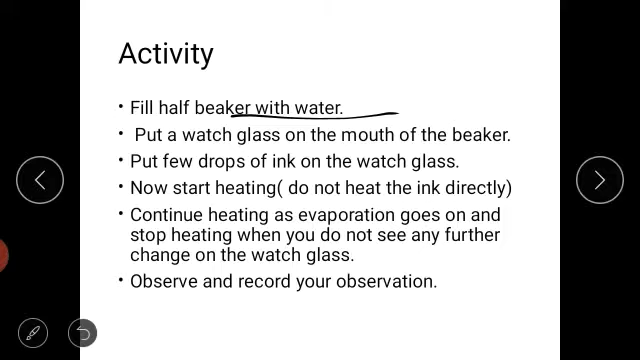 Activity
• Fill half beaker with water.
• Put a watch glass on the mouth of the beaker.
• Put few drops of ink on the watch glass.
• Now start heating( do not heat the ink directly)
• Continue heating as evaporation goes on and
stop heating when you do not see any further
change on the watch glass.
• Observe and record your observation.